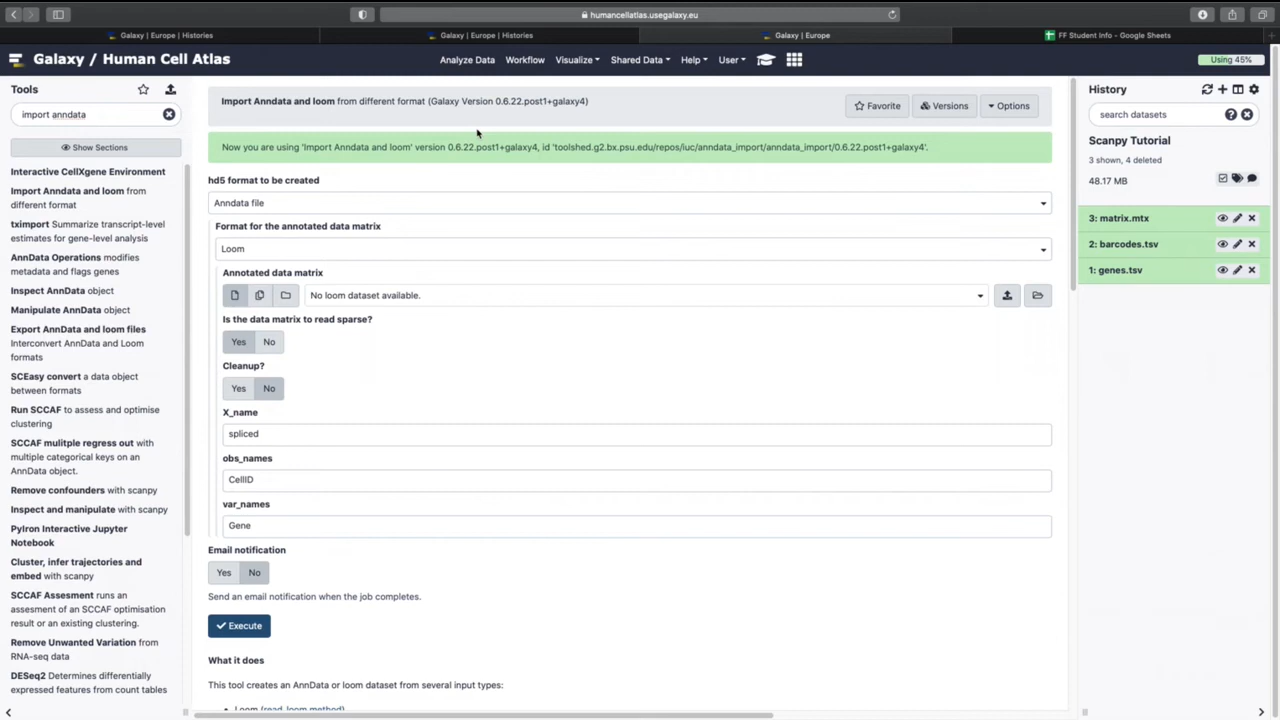 humancellatlas.usegalaxy.eu
Galaxy | Europe | Histories
Galaxy | Europe | Histories
Galaxy | Europe
FF Student Info - Google Sheets
Galaxy / Human Cell Atlas
Analyze Data
Workflow
Visualize
Shared Data
Help
User
Using 45%
Tools
import anndata
Show Sections
Interactive CellXgene Environment
Import Anndata and loom from
different format
tximport Summarize transcript-level
estimates for gene-level analysis
AnnData Operations modifies
metadata and flags genes
Inspect AnnData object
Manipulate AnnData object
Export AnnData and loom files
Interconvert AnnData and Loom
formats
SCEasy convert a data object
between formats
Run SCCAF to assess and optimise
clustering
SCCAF mulitple regress out with
multiple categorical keys on an
AnnData object.
Remove confounders with scanpy
Inspect and manipulate with scanpy
PyIron Interactive Jupyter
Notebook
Cluster, infer trajectories and
embed with scanpy
SCCAF Assesment runs an
assesment of an SCCAF optimisation
result or an existing clustering.
Remove Unwanted Variation from
RNA-seq data
DESeq2 Determines differentially
expressed features from count tables
Import Anndata and loom from different format (Galaxy Version 0.6.22.post1+galaxy4)
Favorite
Versions
Options
Now you are using 'Import Anndata and loom' version 0.6.22.post1+galaxy4, id 'toolshed.g2.bx.psu.edu/repos/iuc/anndata_import/anndata_import/0.6.22.post1+galaxy4'.
hd5 format to be created
Anndata file
Format for the annotated data matrix
Loom
Annotated data matrix
No loom dataset available.
Is the data matrix to read sparse?
Yes No
Cleanup?
Yes No
X_name
spliced
obs_names
CellID
var_names
Gene
Email notification
Yes No
Send an email notification when the job completes.
Execute
What it does
This tool creates an AnnData or loom dataset from several input types:
Loom (read_loom method)
History
search datasets
Scanpy Tutorial
3 shown, 4 deleted
48.17 MB
3: matrix.mtx
2: barcodes.tsv
1: genes.tsv